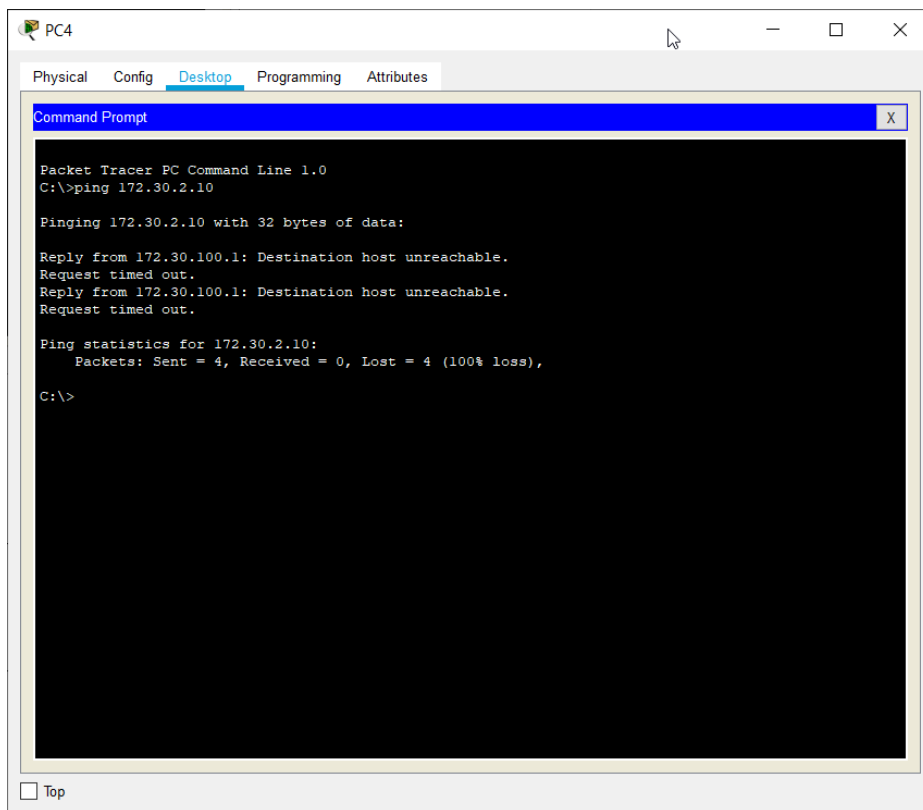 PC4
Physical Config Desktop Programming Attributes
Command Prompt
X
Packet Tracer PC Command Line 1.0
C:\>ping 172.30.2.10
Pinging 172.30.2.10 with 32 bytes of data:
Reply from 172.30.100.1: Destination host unreachable.
Request timed out.
Reply from 172.30.100.1: Destination host unreachable.
Request timed out.
Ping statistics for 172.30.2.10:
Packets: Sent = 4, Received = 0, Lost = 4 (100% loss),
C:\>
Top